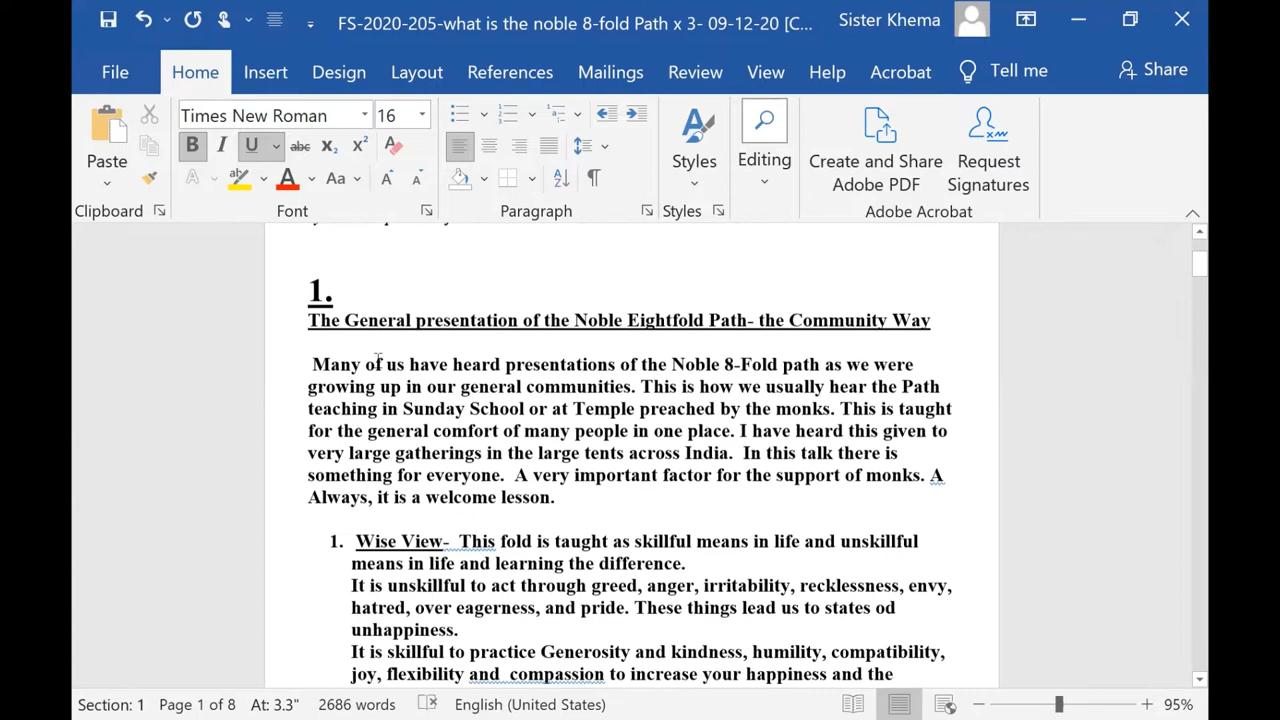 FS-2020-205-what is the noble 8-fold Path x 3- 09-12-20 [C...
Sister Khema
File Home Insert Design Layout References Mailings Review View Help Acrobat Tell me Share
Times New Roman 16
Paste
B I U abc x₂ x²
A aby A Aa A A
Styles
Editing
Create and Share
Adobe PDF
Request
Signatures
Clipboard Font Paragraph Styles Adobe Acrobat
1.
The General presentation of the Noble Eightfold Path- the Community Way
Many of us have heard presentations of the Noble 8-Fold path as we were
growing up in our general communities. This is how we usually hear the Path
teaching in Sunday School or at Temple preached by the monks. This is taught
for the general comfort of many people in one place. I have heard this given to
very large gatherings in the large tents across India.  In this talk there is
something for everyone.  A very important factor for the support of monks. A
Always, it is a welcome lesson.
1. Wise View-  This fold is taught as skillful means in life and unskillful
means in life and learning the difference.
It is unskillful to act through greed, anger, irritability, recklessness, envy,
hatred, over eagerness, and pride. These things lead us to states od
unhappiness.
It is skillful to practice Generosity and kindness, humility, compatibility,
joy, flexibility and  compassion to increase your happiness and the
Section: 1 Page 1 of 8 At: 3.3" 2686 words English (United States) 95%